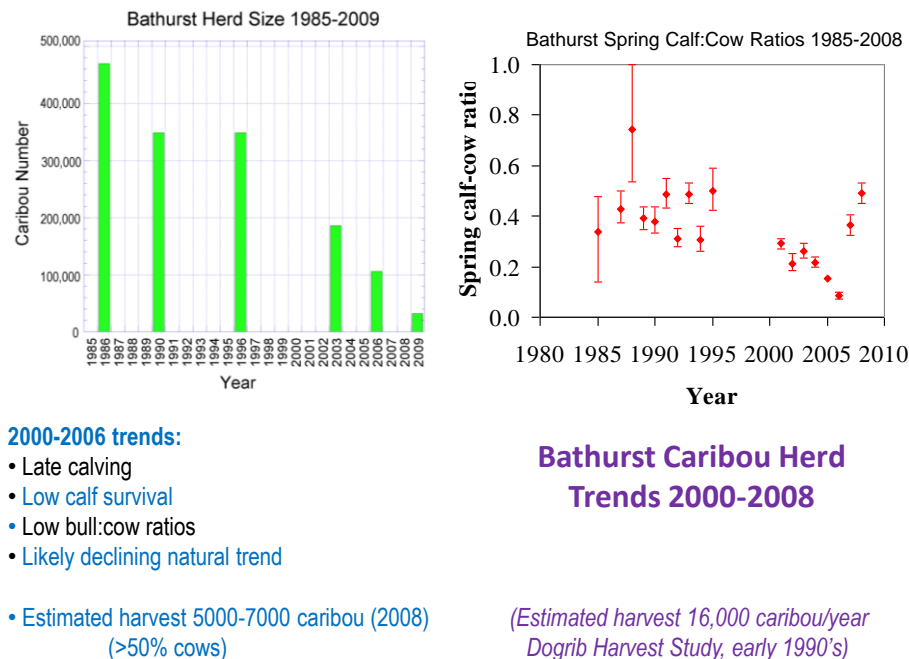 Bathurst Herd Size 1985-2009
500,000
400,000
300,000
200,000
100,000
0
Caribou Number
1985
1986
1987
1988
1989
1990
1991
1992
1993
1994
1995
1996
1997
1998
1999
2000
2001
2002
2003
2004
2005
2006
2007
2008
2009
Year
Bathurst Spring Calf:Cow Ratios 1985-2008
1.0
0.8
0.6
0.4
0.2
0.0
Spring calf-cow ratio
1980 1985 1990 1995 2000 2005 2010
Year
2000-2006 trends:
• Late calving
• Low calf survival
• Low bull:cow ratios
• Likely declining natural trend
• Estimated harvest 5000-7000 caribou (2008)
(>50% cows)
Bathurst Caribou Herd
Trends 2000-2008
(Estimated harvest 16,000 caribou/year
Dogrib Harvest Study, early 1990's)